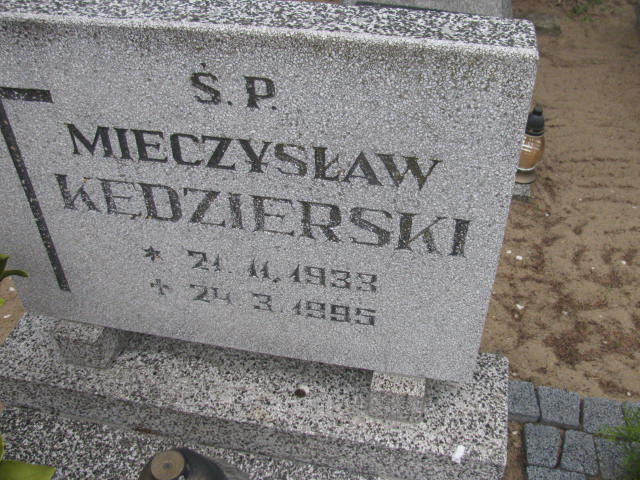 Ś.P.
MIECZYSŁAW
KĘDZIERSKI
* 21.11.1933
+ 24.3.1995